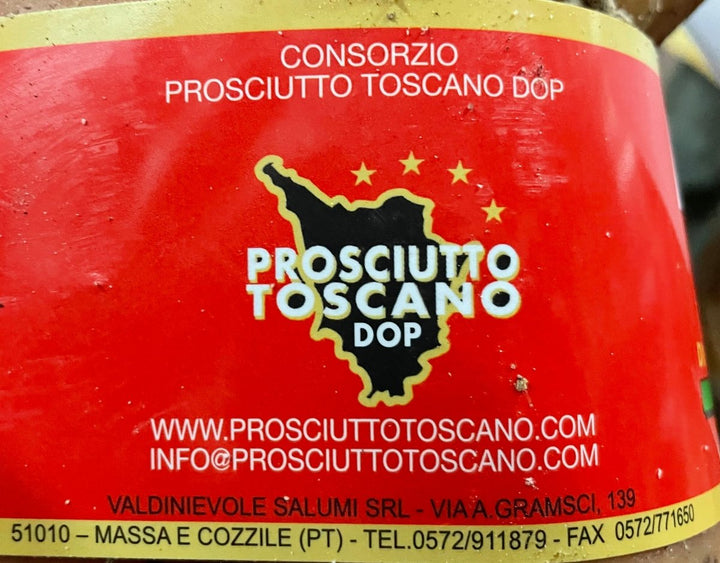 CONSORZIO
PROSCIUTTO TOSCANO DOP
PROSCIUTTO
TOSCANO
DOP
WWW.PROSCIUTTOTOSCANO.COM
INFO@PROSCIUTTOTOSCANO.COM
VALDINIEVOLE SALUMI SRL - VIA A.GRAMSCI, 139
51010 – MASSA E COZZILE (PT) - TEL.0572/911879 - FAX 0572/771650